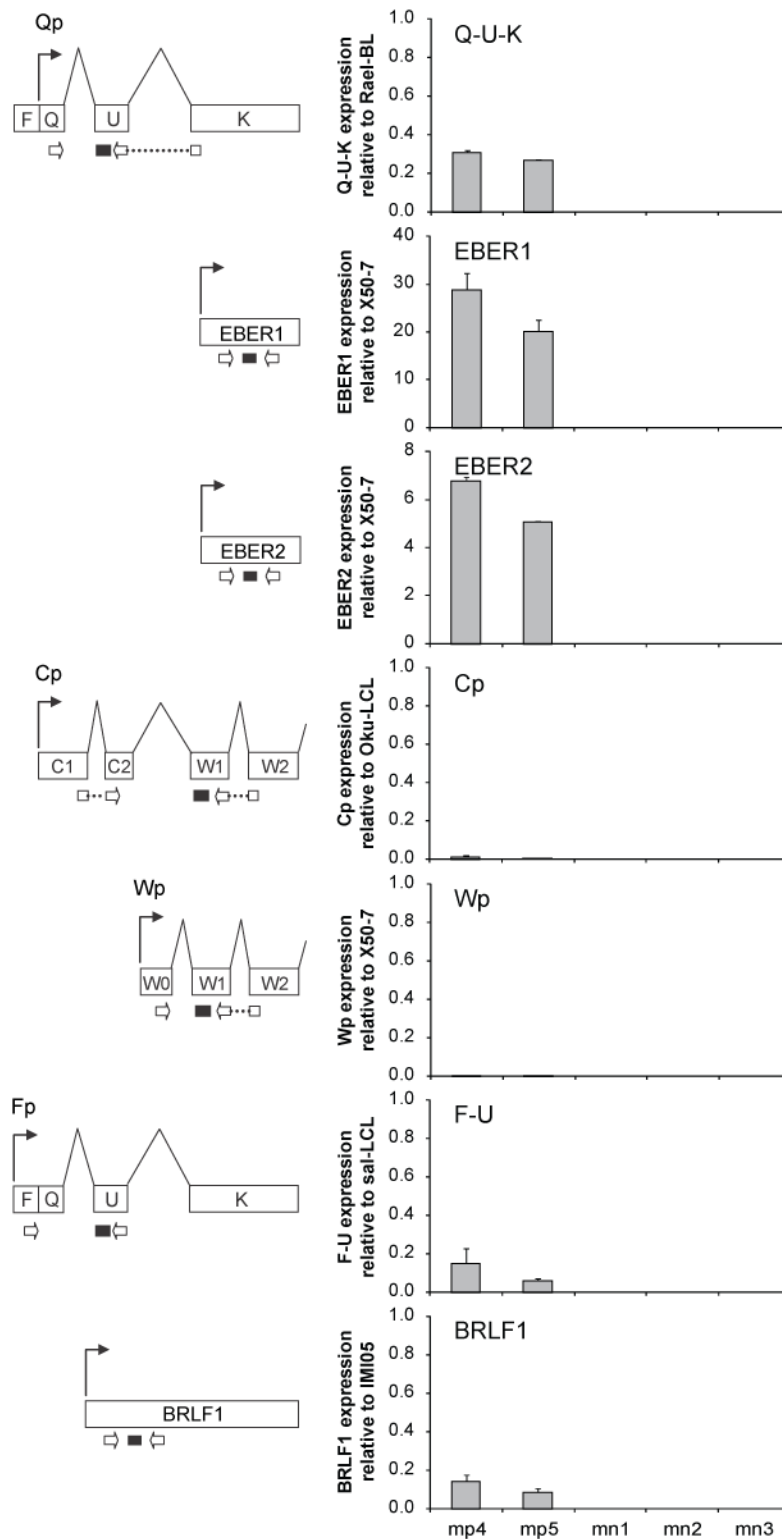 Qp
F Q U K
Q-U-K expression
relative to Rael-BL
1.0
0.8
0.6
0.4
0.2
0.0
Q-U-K
EBER1
EBER1 expression
relative to X50-7
40
30
20
10
0
EBER1
EBER2
EBER2 expression
relative to X50-7
8
6
4
2
0
EBER2
Cp
C1 C2 W1 W2
Cp expression
relative to Oku-LCL
1.0
0.8
0.6
0.4
0.2
0.0
Cp
Wp
W0 W1 W2
Wp expression
relative to X50-7
1.0
0.8
0.6
0.4
0.2
0.0
Wp
Fp
F Q U K
F-U expression
relative to sal-LCL
1.0
0.8
0.6
0.4
0.2
0.0
F-U
BRLF1
BRLF1 expression
relative to IMI05
1.0
0.8
0.6
0.4
0.2
0.0
BRLF1
mp4 mp5 mn1 mn2 mn3